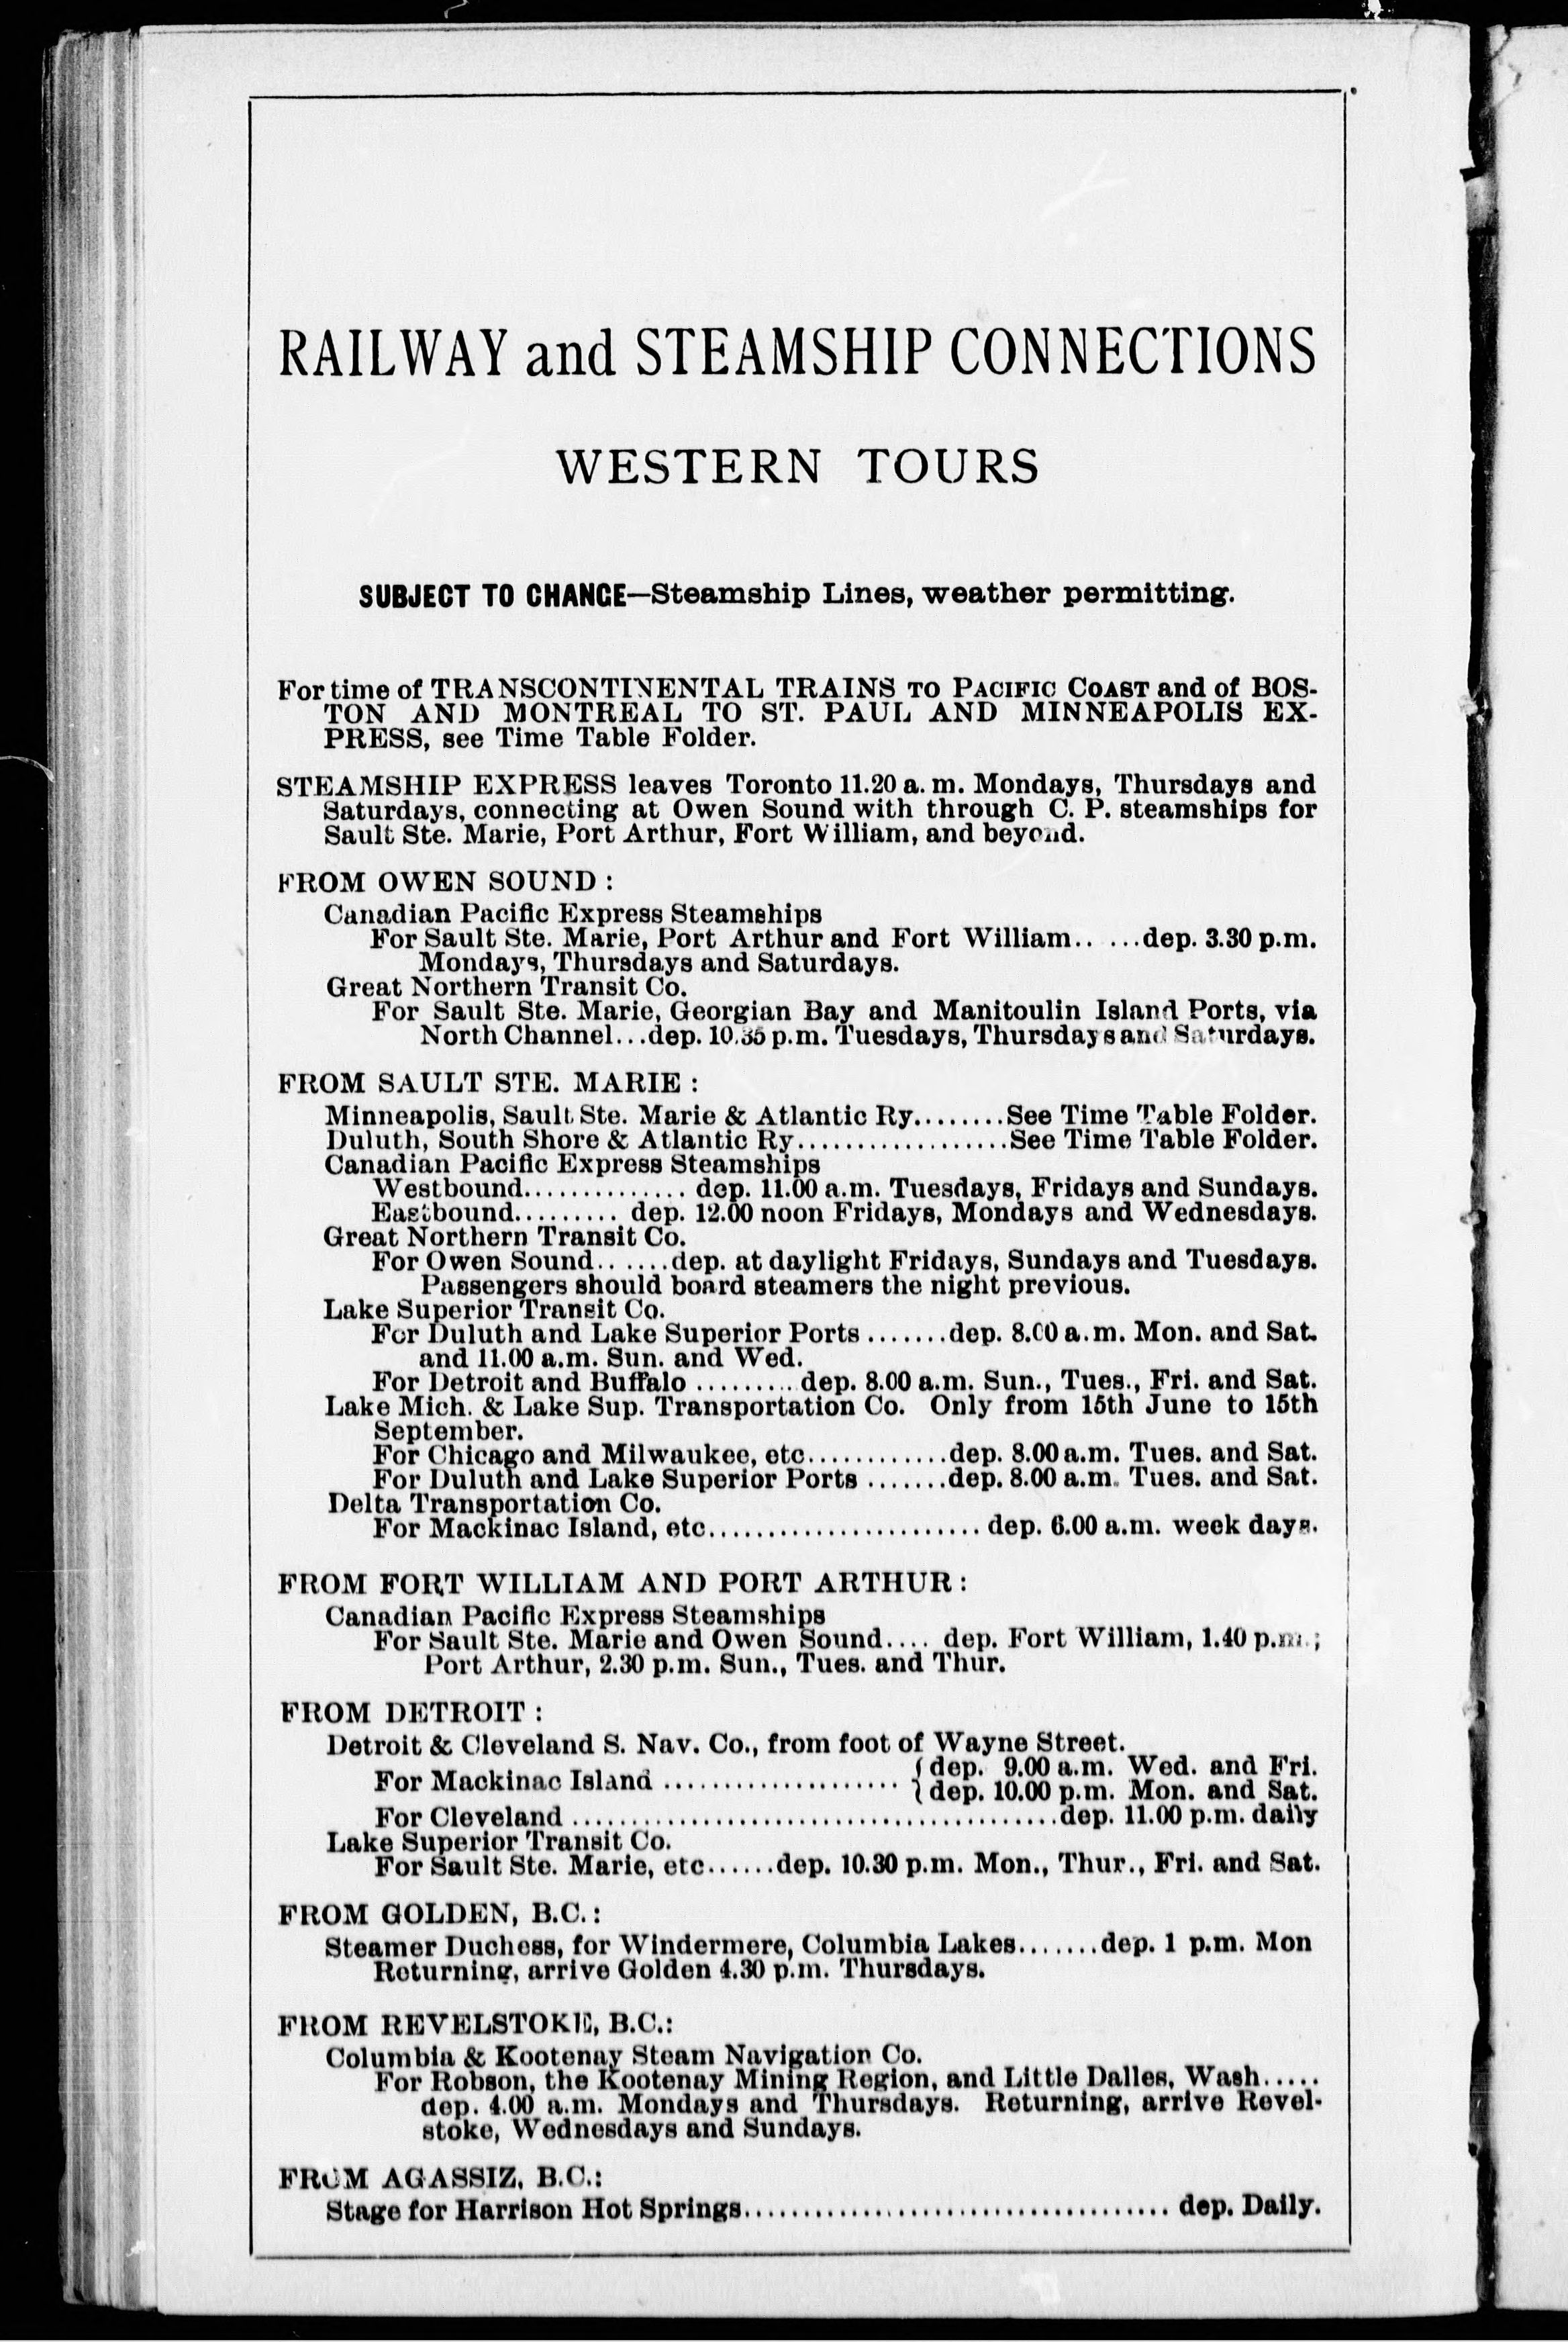 RAILWAY and STEAMSHIP CONNECTIONS
WESTERN TOURS
SUBJECT TO CHANGE—Steamship Lines, weather permitting.
For time of TRANSCONTINENTAL TRAINS TO PACIFIC COAST and of BOS-
TON AND MONTREAL TO ST. PAUL AND MINNEAPOLIS EX-
PRESS, see Time Table Folder.
STEAMSHIP EXPRESS leaves Toronto 11.20 a. m. Mondays, Thursdays and
Saturdays, connecting at Owen Sound with through C. P. steamships for
Sault Ste. Marie, Port Arthur, Fort William, and beyond.
FROM OWEN SOUND :
Canadian Pacific Express Steamships
For Sault Ste. Marie, Port Arthur and Fort William.. ...dep. 3.30 p.m.
Mondays, Thursdays and Saturdays.
Great Northern Transit Co.
For Sault Ste. Marie, Georgian Bay and Manitoulin Island Ports, via
North Channel...dep. 10.35 p.m. Tuesdays, Thursdays and Saturdays.
FROM SAULT STE. MARIE :
Minneapolis, Sault Ste. Marie & Atlantic Ry........See Time Table Folder.
Duluth, South Shore & Atlantic Ry..................See Time Table Folder.
Canadian Pacific Express Steamships
Westbound.............. dep. 11.00 a.m. Tuesdays, Fridays and Sundays.
Eastbound......... dep. 12.00 noon Fridays, Mondays and Wednesdays.
Great Northern Transit Co.
For Owen Sound.. ....dep. at daylight Fridays, Sundays and Tuesdays.
Passengers should board steamers the night previous.
Lake Superior Transit Co.
For Duluth and Lake Superior Ports .......dep. 8.00 a.m. Mon. and Sat.
and 11.00 a.m. Sun. and Wed.
For Detroit and Buffalo .........dep. 8.00 a.m. Sun., Tues., Fri. and Sat.
Lake Mich. & Lake Sup. Transportation Co. Only from 15th June to 15th
September.
For Chicago and Milwaukee, etc............dep. 8.00 a.m. Tues. and Sat.
For Duluth and Lake Superior Ports .......dep. 8.00 a.m. Tues. and Sat.
Delta Transportation Co.
For Mackinac Island, etc....................... dep. 6.00 a.m. week days.
FROM FORT WILLIAM AND PORT ARTHUR :
Canadian Pacific Express Steamships
For Sault Ste. Marie and Owen Sound.... dep. Fort William, 1.40 p.m. ;
Port Arthur, 2.30 p.m. Sun., Tues. and Thur.
FROM DETROIT :
Detroit & Cleveland S. Nav. Co., from foot of Wayne Street.
For Mackinac Island .................... { dep. 9.00 a.m. Wed. and Fri.
dep. 10.00 p.m. Mon. and Sat.
For Cleveland .........................................dep. 11.00 p.m. daily
Lake Superior Transit Co.
For Sault Ste. Marie, etc......dep. 10.30 p.m. Mon., Thur., Fri. and Sat.
FROM GOLDEN, B.C.:
Steamer Duchess, for Windermere, Columbia Lakes.......dep. 1 p.m. Mon
Returning, arrive Golden 4.30 p.m. Thursdays.
FROM REVELSTOKE, B.C.:
Columbia & Kootenay Steam Navigation Co.
For Robson, the Kootenay Mining Region, and Little Dalles, Wash.....
dep. 4.00 a.m. Mondays and Thursdays. Returning, arrive Revel-
stoke, Wednesdays and Sundays.
FROM AGASSIZ, B.C.:
Stage for Harrison Hot Springs.................................... dep. Daily.